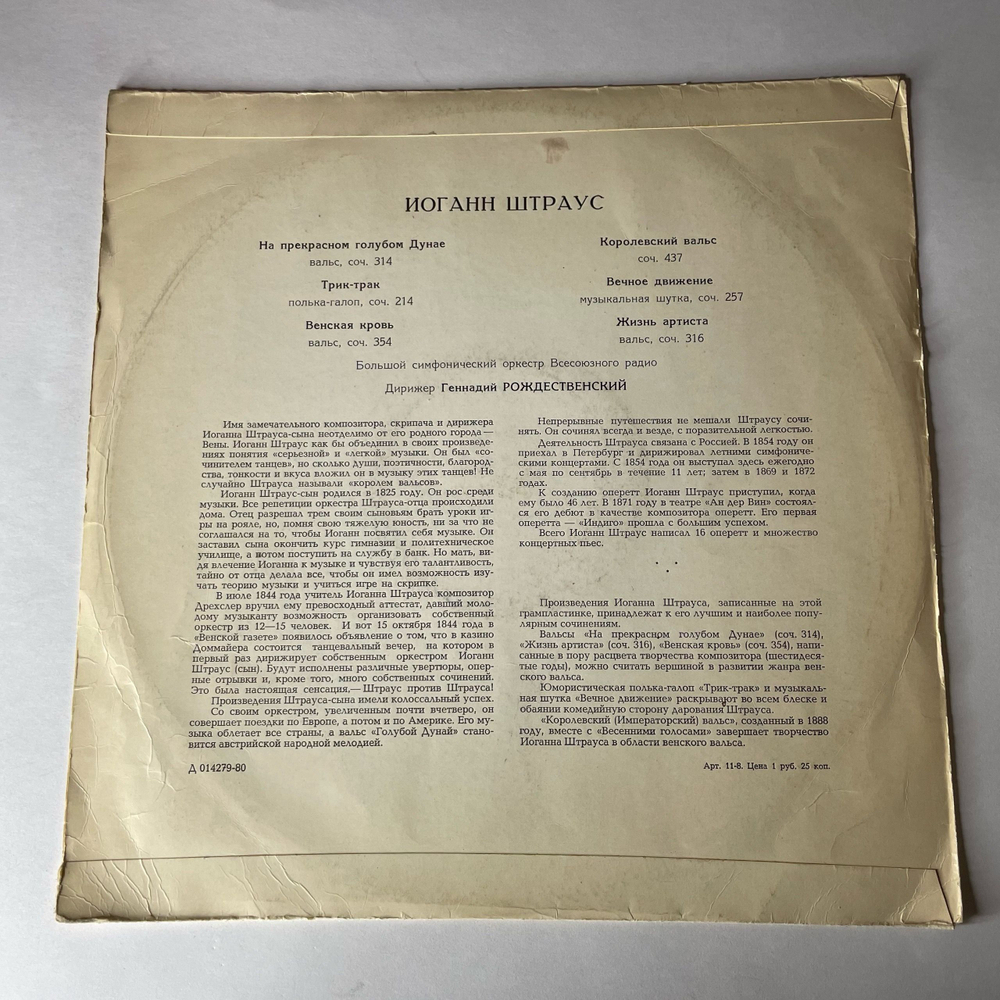 ИОГАНН ШТРАУС
На прекрасном голубом Дунае
вальс, соч. 314
Трик-трак
полька-галоп, соч. 214
Венская кровь
вальс, соч. 354
Королевский вальс
соч. 437
Вечное движение
музыкальная шутка, соч. 257
Жизнь артиста
вальс, соч. 316
Большой симфонический оркестр Всесоюзного радио
Дирижер Геннадий РОЖДЕСТВЕНСКИЙ
Имя замечательного композитора, скрипача и дирижера
Иоганна Штрауса-сына неотделимо от его родного города —
Вены. Иоганн Штраус как бы объединил в своих произведе-
ниях понятия «серьезной» и «легкой» музыки. Он был «со-
чинителем танцев», но сколько души, поэтичности, благород-
ства, тонкости и вкуса вложил он в музыку этих танцев! Не
случайно Штрауса называли «королем вальсов».
Иоганн Штраус-сын родился в 1825 году. Он рос среди
музыки. Все репетиции оркестра Штрауса-отца происходили
дома. Отец разрешал трем своим сыновьям брать уроки иг-
ры на рояле, но, помня свою тяжелую юность, ни за что не
соглашался на то, чтобы Иоганн посвятил себя музыке. Он
заставил сына окончить курс гимназии и политехническое
училище, а потом поступить на службу в банк. Но мать, ви-
дя влечение Иоганна к музыке и чувствуя его талантливость,
тайно от отца делала все, чтобы он имел возможность изу-
чать теорию музыки и учиться игре на скрипке.
В июле 1844 года учитель Иоганна Штрауса композитор
Дрехслер вручил ему превосходный аттестат, давший моло-
дому музыканту возможность организовать собственный
оркестр из 12—15 человек. И вот 15 октября 1844 года в
«Венской газете» появилось объявление о том, что в казино
Доммайера состоится танцевальный вечер, на котором в
первый раз дирижирует собственным оркестром Иоганн
Штраус (сын). Будут исполнены различные увертюры, опер-
ные отрывки и, кроме того, много собственных сочинений.
Это была настоящая сенсация,— Штраус против Штрауса!
Произведения Штрауса-сына имели колоссальный успех.
Со своим оркестром, увеличенным почти вчетверо, он
совершает поездки по Европе, а потом и по Америке. Его му-
зыка облетает все страны, а вальс «Голубой Дунай» стано-
вится австрийской народной мелодией.
Непрерывные путешествия не мешали Штраусу сочи-
нять. Он сочинял всегда и везде, с поразительной легкостью.
Деятельность Штрауса связана с Россией. В 1854 году он
приехал в Петербург и дирижировал летними симфониче-
скими концертами. С 1854 года он выступал здесь ежегодно
с мая по сентябрь в течение 11 лет; затем в 1869 и 1872
годах.
К созданию оперетт Иоганн Штраус приступил, когда
ему было 46 лет. В 1871 году в театре «Ан дер Вин» состоял-
ся его дебют в качестве композитора оперетт. Его первая
оперетта — «Индиго» прошла с большим успехом.
Всего Иоганн Штраус написал 16 оперетт и множество
концертных пьес.
Произведения Иоганна Штрауса, записанные на этой
грампластинке, принадлежат к его лучшим и наиболее попу-
лярным сочинениям.
Вальсы «На прекрасном голубом Дунае» (соч. 314),
«Жизнь артиста» (соч. 316), «Венская кровь» (соч. 354), напи-
санные в пору расцвета творчества композитора (шестидеся-
тые годы), можно считать вершиной в развитии жанра вен-
ского вальса.
Юмористическая полька-галоп «Трик-трак» и музыкаль-
ная шутка «Вечное движение» раскрывают во всем блеске и
обаянии комедийную сторону дарования Штрауса.
«Королевский (Императорский) вальс», созданный в 1888
году, вместе с «Весенними голосами» завершает творчество
Иоганна Штрауса в области венского вальса.
Д 014279-80
Арт. 11-8. Цена 1 руб. 25 коп.